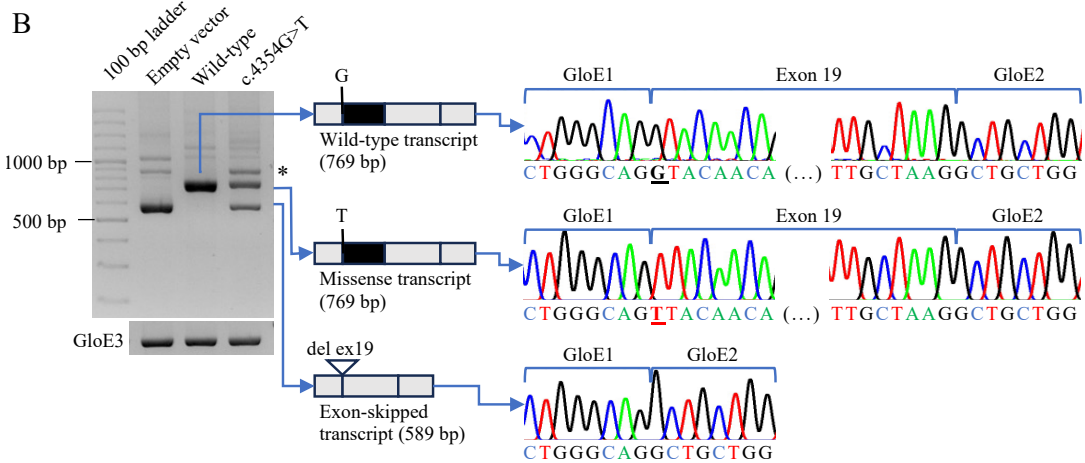 B
100 bp ladder
Empty vector
Wild-type
c.4354G>T
1000 bp
500 bp
*
GloE3
G
Wild-type transcript
(769 bp)
GloE1 Exon 19 GloE2
CTGGGCAGGTACAACA (...) TTGCTAAGGCTGCTGG
T
Missense transcript
(769 bp)
GloE1 Exon 19 GloE2
CTGGGCAGTTACAACA (...) TTGCTAAGGCTGCTGG
del ex19
Exon-skipped
transcript (589 bp)
GloE1 GloE2
CTGGGCAGGCTGCTGG